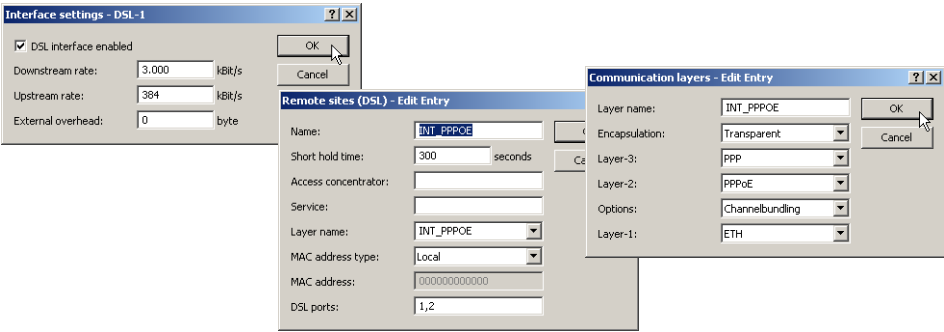 Interface settings - DSL-1
DSL interface enabled
OK
Downstream rate: 3.000 kBit/s
Cancel
Upstream rate: 384 kBit/s
External overhead: 0 byte
Remote sites (DSL) - Edit Entry
Name: INT_PPPOE
Short hold time: 300 seconds
Access concentrator:
Service:
Layer name: INT_PPPOE
MAC address type: Local
MAC address: 000000000000
DSL ports: 1,2
Communication layers - Edit Entry
Layer name: INT_PPPOE OK
Encapsulation: Transparent Cancel
Layer-3: PPP
Layer-2: PPPoE
Options: Channelbundling
Layer-1: ETH